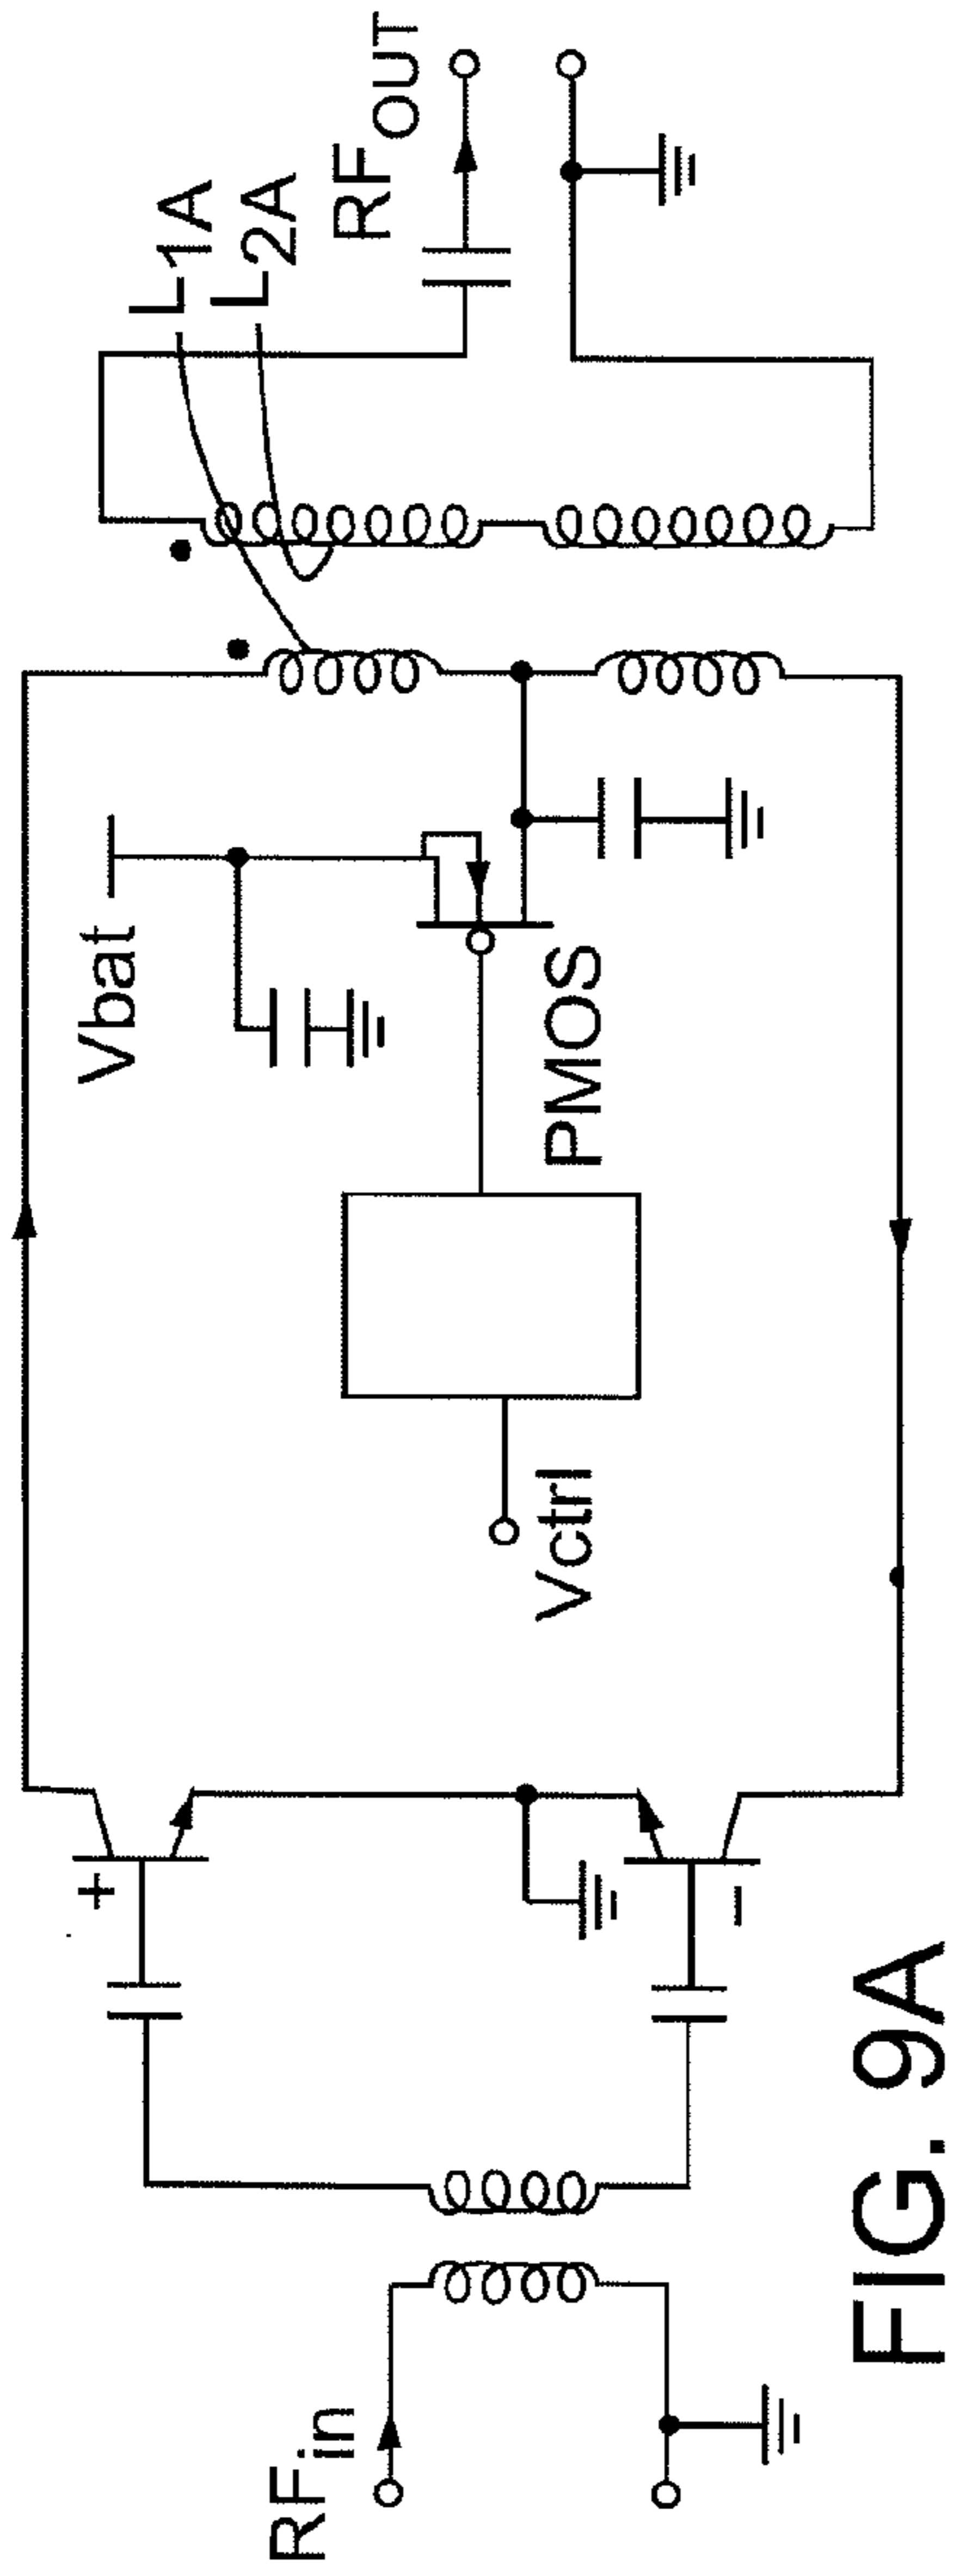 RFin
+
−
Vctrl
Vbat
PMOS
L1A
L2A
RFOUT
FIG. 9A